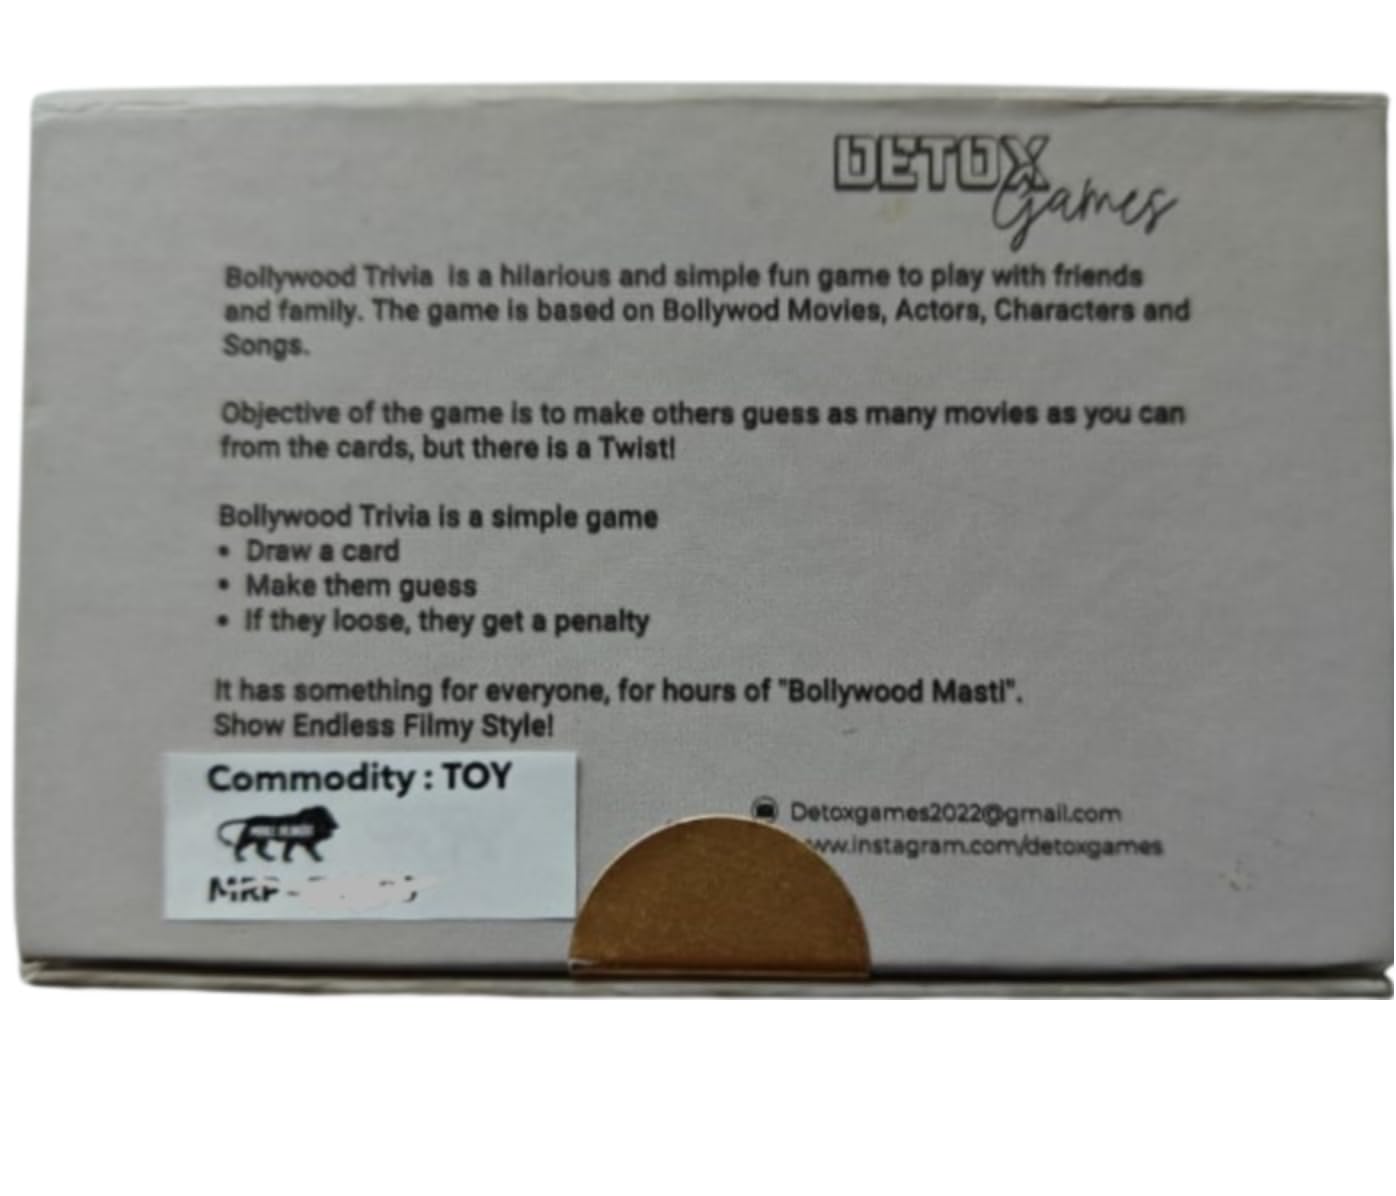 DETOX
Games
Bollywood Trivia is a hilarious and simple fun game to play with friends
and family. The game is based on Bollywod Movies, Actors, Characters and
Songs.
Objective of the game is to make others guess as many movies as you can
from the cards, but there is a Twist!
Bollywood Trivia is a simple game
• Draw a card
• Make them guess
• If they loose, they get a penalty
It has something for everyone, for hours of "Bollywood Masti".
Show Endless Filmy Style!
Commodity : TOY
MRP -
Detoxgames2022@gmail.com
ww.instagram.com/detoxgames